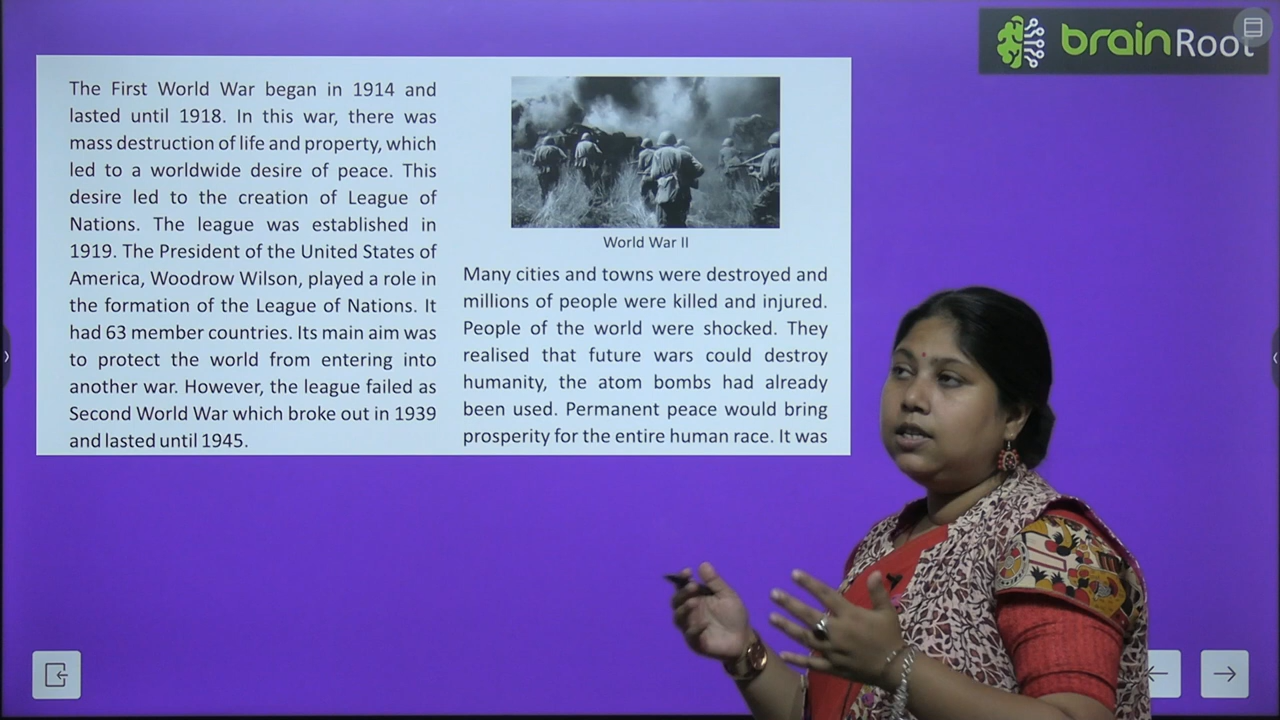 brainRoot
The First World War began in 1914 and
lasted until 1918. In this war, there was
mass destruction of life and property, which
led to a worldwide desire of peace. This
desire led to the creation of League of
Nations. The league was established in
1919. The President of the United States of
America, Woodrow Wilson, played a role in
the formation of the League of Nations. It
had 63 member countries. Its main aim was
to protect the world from entering into
another war. However, the league failed as
Second World War which broke out in 1939
and lasted until 1945.
World War II
Many cities and towns were destroyed and
millions of people were killed and injured.
People of the world were shocked. They
realised that future wars could destroy
humanity, the atom bombs had already
been used. Permanent peace would bring
prosperity for the entire human race. It was